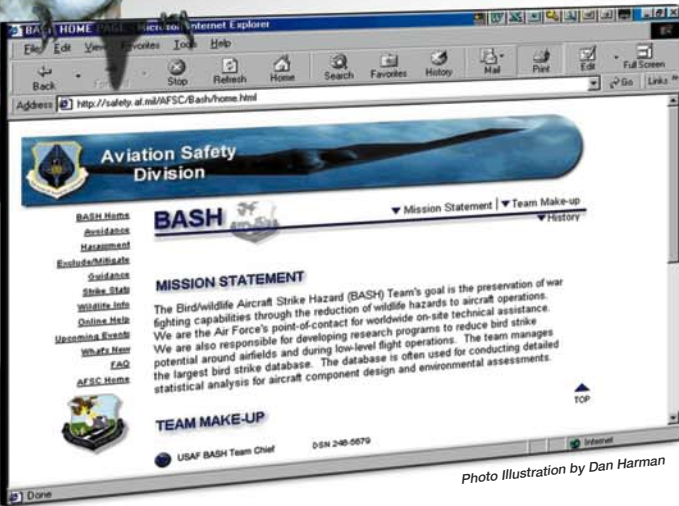 BASH HOME Microsoft Internet Explorer
File Edit View Favorites Tools Help
Back Stop Refresh Home Search Favorites History Mail Print Edit Full Screen
Address http://safety.af.mil/AFSC/Bash/home.html Go Links »
Aviation Safety
Division
BASH Home
Avoidance
Harassment
Exclude/Mitigate
Guidance
Strike Stats
Wildlife Info
Online Help
Upcoming Events
Whats New
FAQ
AFSC Home
BASH
▼ Mission Statement | ▼ Team Make-up
▼ History
MISSION STATEMENT
The Bird/wildlife Aircraft Strike Hazard (BASH) Team's goal is the preservation of war
fighting capabilities through the reduction of wildlife hazards to aircraft operations.
We are the Air Force's point-of-contact for worldwide on-site technical assistance.
We are also responsible for developing research programs to reduce bird strike
potential around airfields and during low-level flight operations. The team manages
the largest bird strike database. The database is often used for conducting detailed
statistical analysis for aircraft component design and environmental assessments.
TOP
TEAM MAKE-UP
USAF BASH Team Chief DSN 246-5679
Done Internet
Photo Illustration by Dan Harman